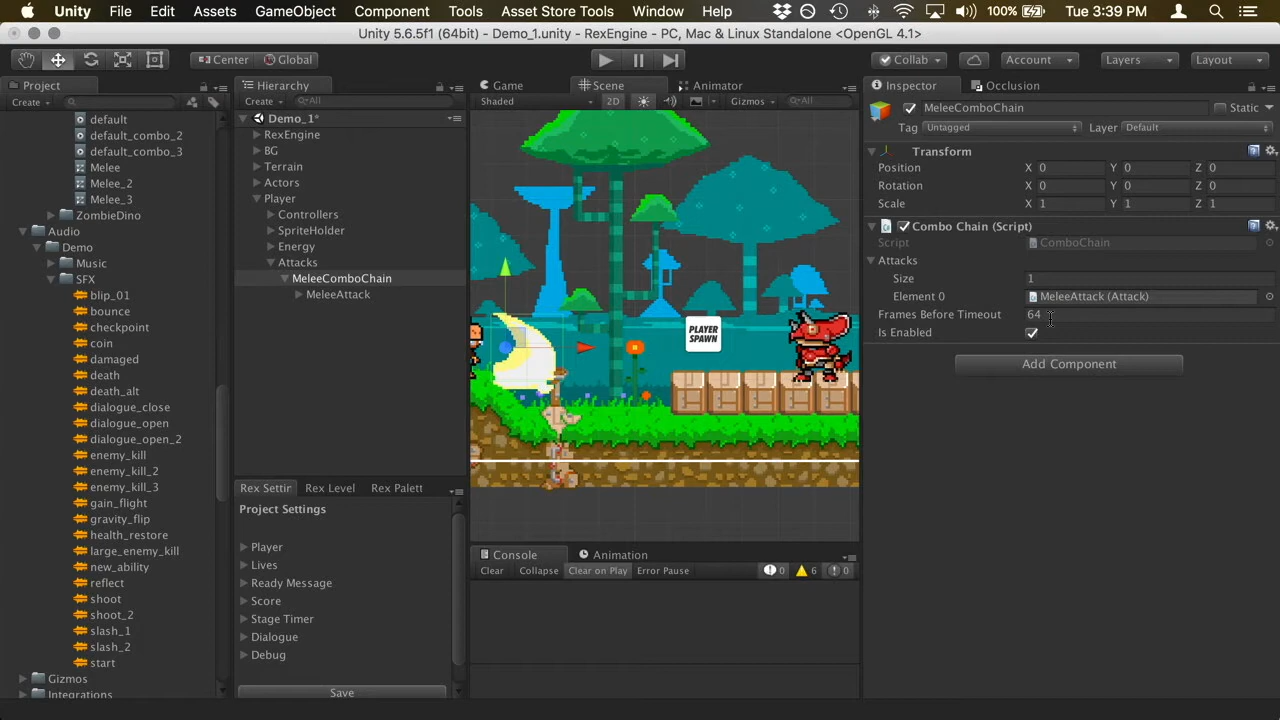 Unity File Edit Assets GameObject Component Tools Asset Store Tools Window Help 100% Tue 3:39 PM
Unity 5.6.5f1 (64bit) - Demo_1.unity - RexEngine - PC, Mac & Linux Standalone <OpenGL 4.1>
Center Global Collab Account Layers Layout
Project
Create
default
default_combo_2
default_combo_3
Melee
Melee_2
Melee_3
ZombieDino
Audio
Demo
Music
SFX
blip_01
bounce
checkpoint
coin
damaged
death
death_alt
dialogue_close
dialogue_open
dialogue_open_2
enemy_kill
enemy_kill_2
enemy_kill_3
gain_flight
gravity_flip
health_restore
large_enemy_kill
new_ability
reflect
shoot
shoot_2
slash_1
slash_2
start
Gizmos
Integrations
Hierarchy
Create All
Demo_1*
RexEngine
BG
Terrain
Actors
Player
Controllers
SpriteHolder
Energy
Attacks
MeleeComboChain
MeleeAttack
Rex Settin Rex Level Rex Palett
Project Settings
Player
Lives
Ready Message
Score
Stage Timer
Dialogue
Debug
Save
Game Scene Animator
Shaded 2D Gizmos All
PLAYER
SPAWN
Console Animation
Clear Collapse Clear on Play Error Pause 0 6 0
Inspector Occlusion
MeleeComboChain Static
Tag Untagged Layer Default
Transform
Position X 0 Y 0 Z 0
Rotation X 0 Y 0 Z 0
Scale X 1 Y 1 Z 1
Combo Chain (Script)
Script ComboChain
Attacks
Size 1
Element 0 MeleeAttack (Attack)
Frames Before Timeout 64
Is Enabled
Add Component